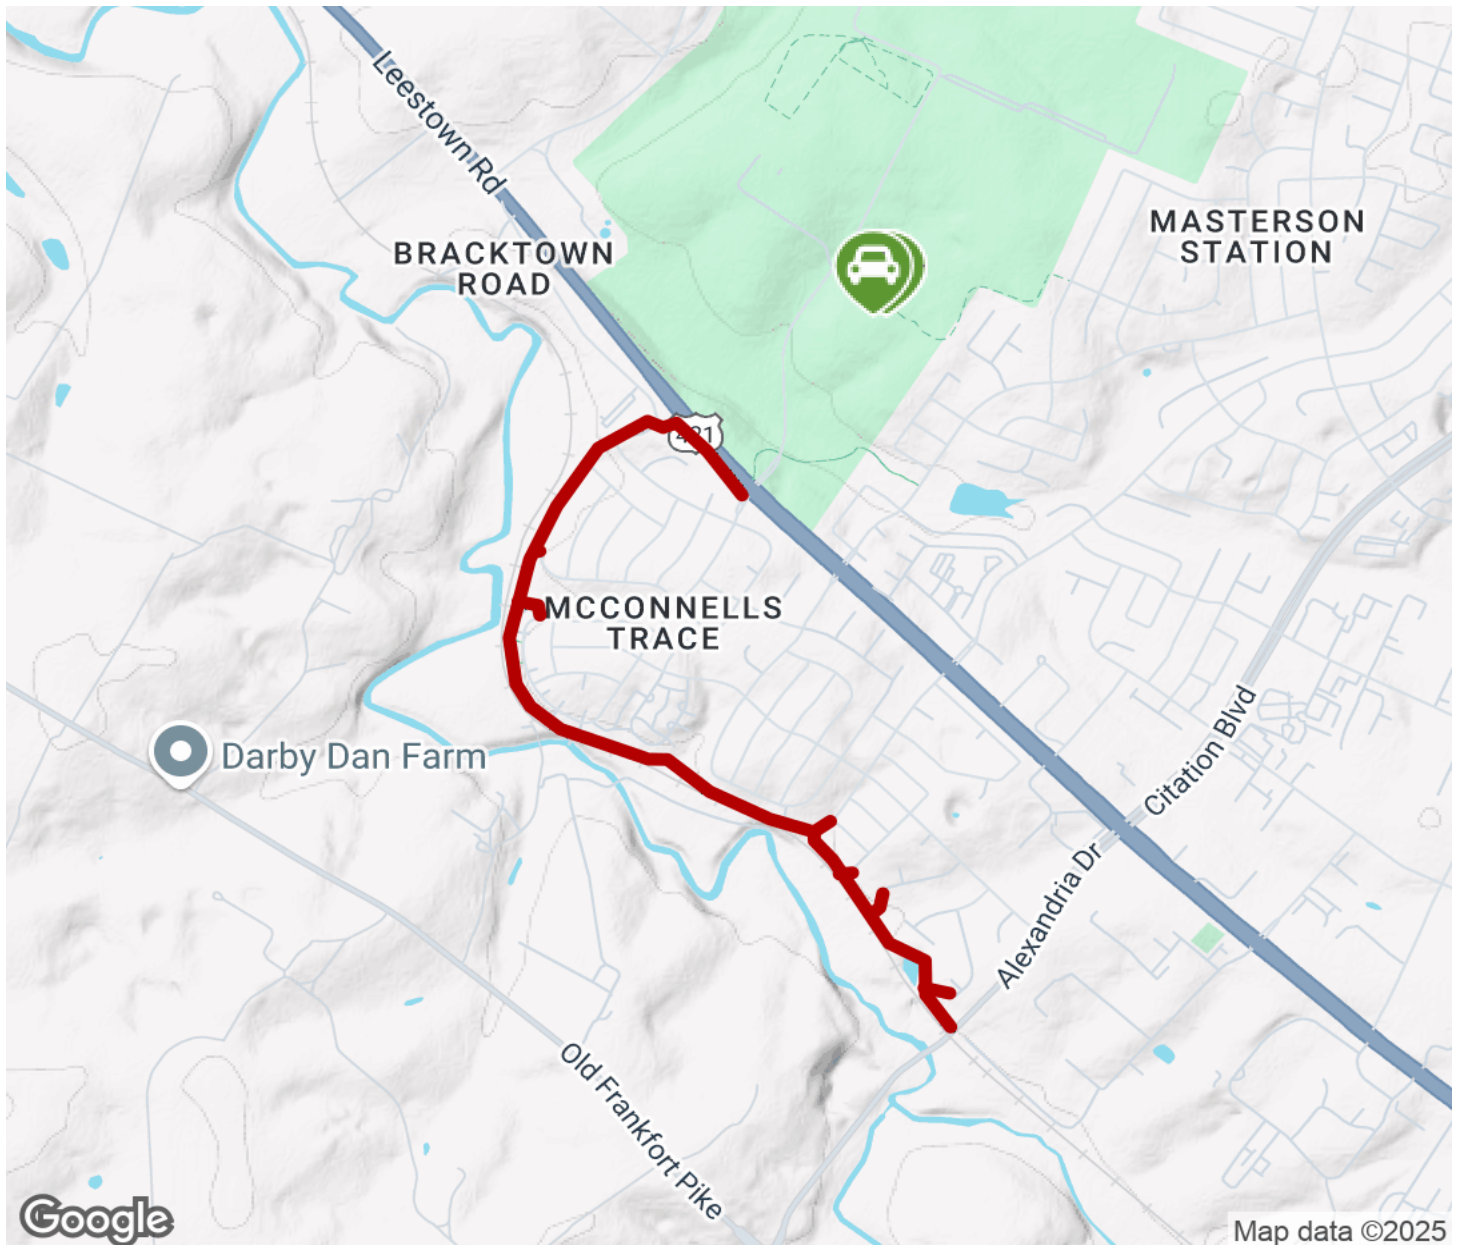 Leestown Rd
BRACKTOWN
ROAD
MASTERSON
STATION
MCCONNELLS
TRACE
Darby Dan Farm
Citation Blvd
Alexandria Dr
Old Frankfort Pike
Google
Map data ©2025